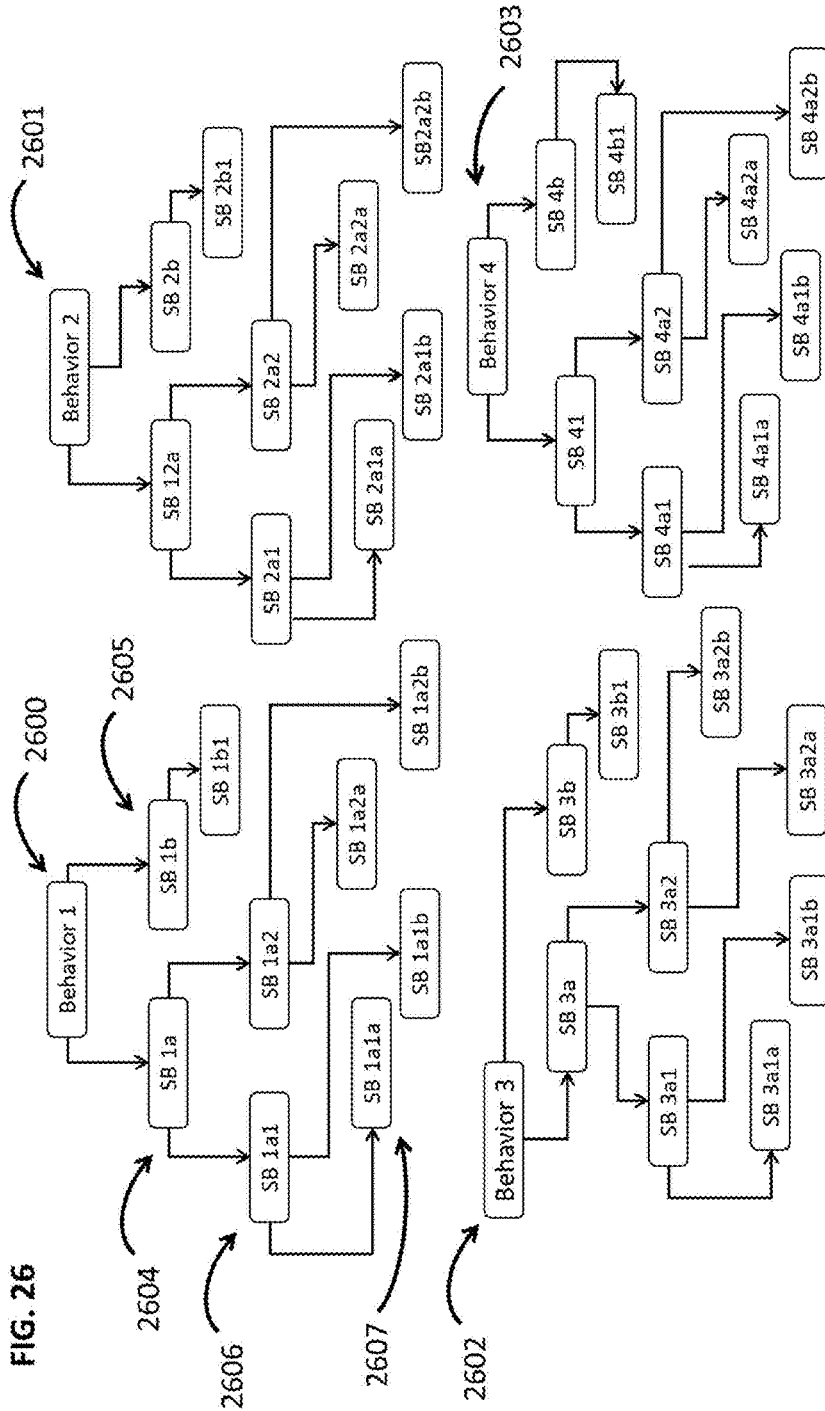 FIG. 26
2600
Behavior 1
2604
SB 1a
SB 1b
2605
SB 1b1
2606
SB 1a1
SB 1a2
2607
SB 1a1a
SB 1a2a
SB 1a1b
SB 1a2b
2601
Behavior 2
SB 12a
SB 2b
SB 2b1
SB 2a1
SB 2a2
SB 2a1a
SB 2a2a
SB 2a1b
SB2a2b
2602
Behavior 3
SB 3a
SB 3b
SB 3b1
SB 3a1
SB 3a2
SB 3a2b
SB 3a1a
SB 3a1b
SB 3a2a
2603
Behavior 4
SB 41
SB 4b
SB 4b1
SB 4a1
SB 4a2
SB 4a1a
SB 4a2a
SB 4a1b
SB 4a2b